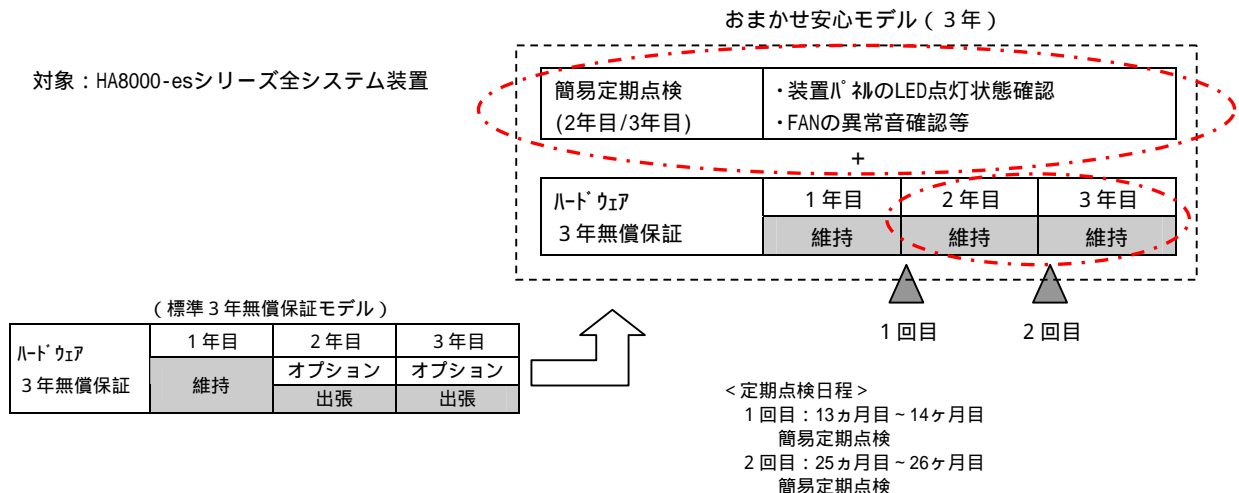 おまかせ安心モデル(3年)
対象:HA8000-esシリーズ全システム装置
簡易定期点検
(2年目/3年目)
・装置ﾊﾟﾈﾙのLED点灯状態確認
・FANの異常音確認等
+
ﾊｰﾄﾞｳｪｱ
3年無償保証
1年目 2年目 3年目
維持 維持 維持
1回目 2回目
(標準3年無償保証モデル)
ﾊｰﾄﾞｳｪｱ
3年無償保証
1年目 2年目 3年目
維持 オプション オプション
出張 出張
<定期点検日程>
1回目:13ヵ月目~14ヶ月目
簡易定期点検
2回目:25ヵ月目~26ヶ月目
簡易定期点検